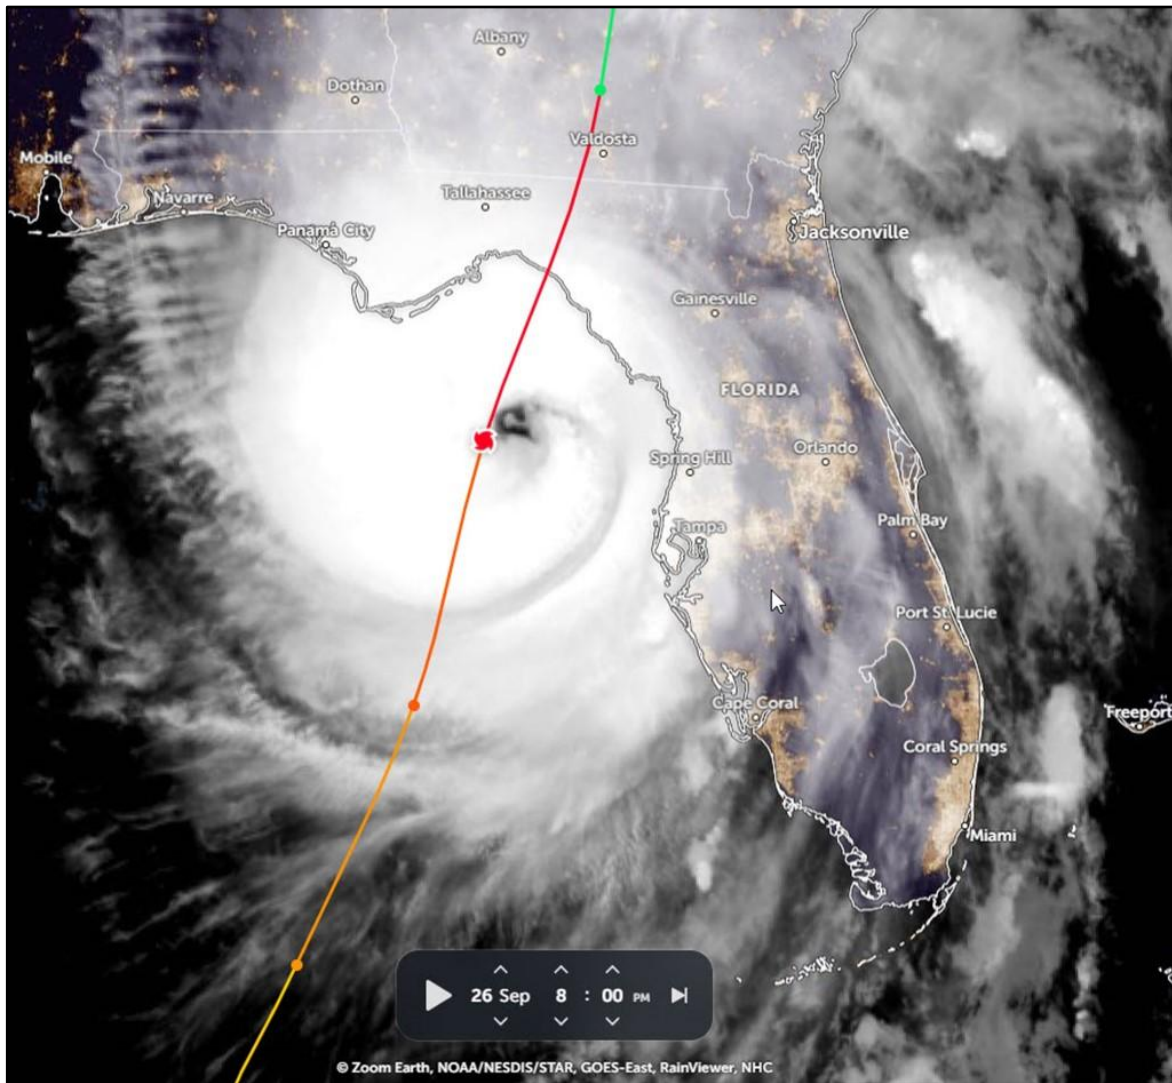 Albany
Dothan
Valdosta
Mobile
Navarre
Tallahassee
Panamá City
Jacksonville
Gainesville
FLORIDA
Spring Hill
Orlando
Tampa
Palm Bay
Port St. Lucie
Cape Coral
Freeport
Coral Springs
Miami
26 Sep 8 : 00 PM
© Zoom Earth, NOAA/NESDIS/STAR, GOES-East, RainViewer, NHC